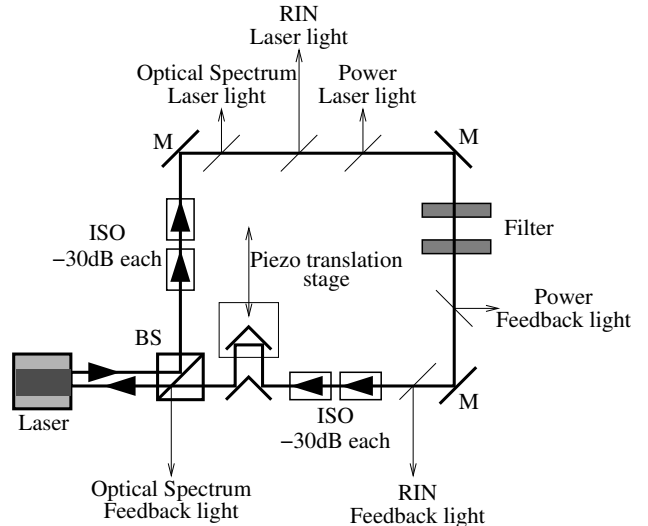 RIN
Laser light
Optical Spectrum
Laser light
Power
Laser light
M
M
ISO
−30dB each
Filter
Piezo translation
stage
Power
Feedback light
BS
Laser
ISO
−30dB each
M
Optical Spectrum
Feedback light
RIN
Feedback light